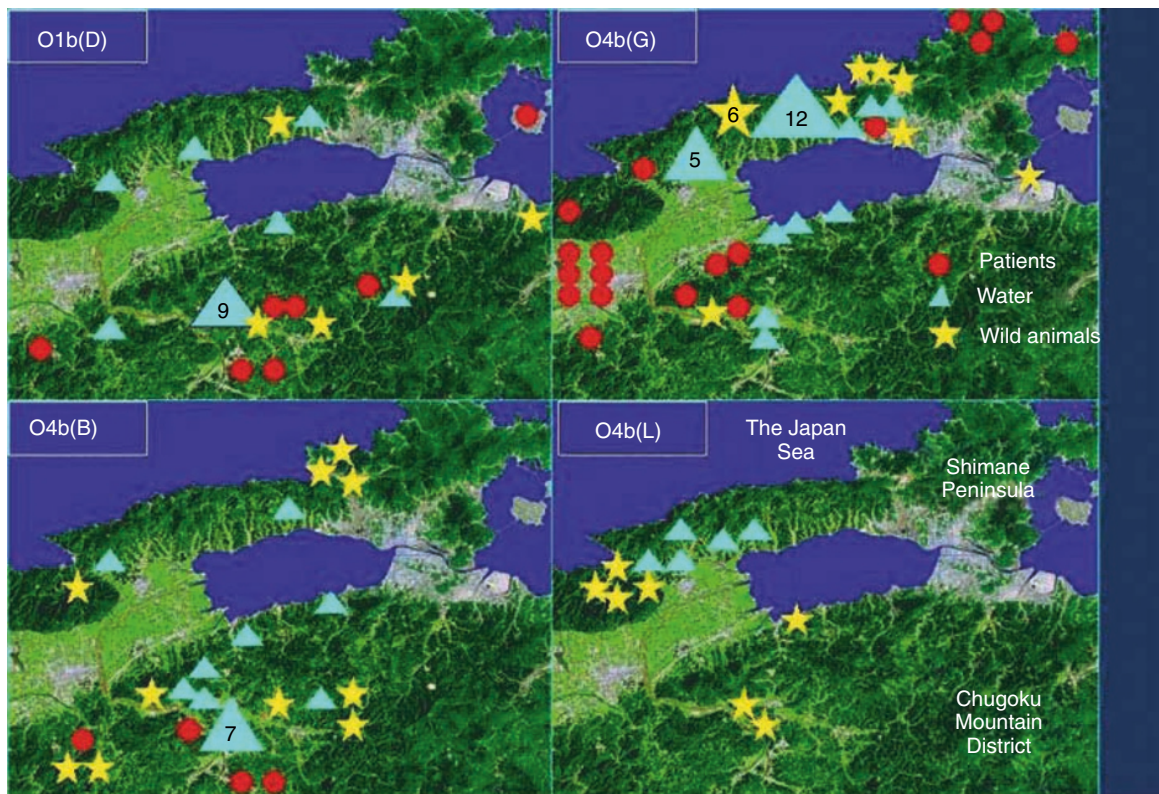 O1b(D)
9
O4b(G)
6
12
5
Patients
Water
Wild animals
O4b(B)
7
O4b(L)
The Japan
Sea
Shimane
Peninsula
Chugoku
Mountain
District